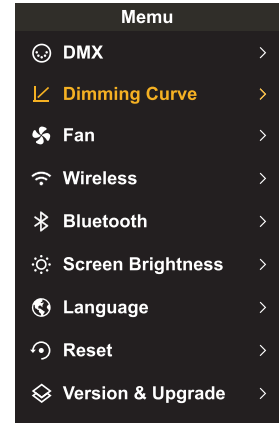 Memu
DMX
Dimming Curve
Fan
Wireless
Bluetooth
Screen Brightness
Language
Reset
Version & Upgrade